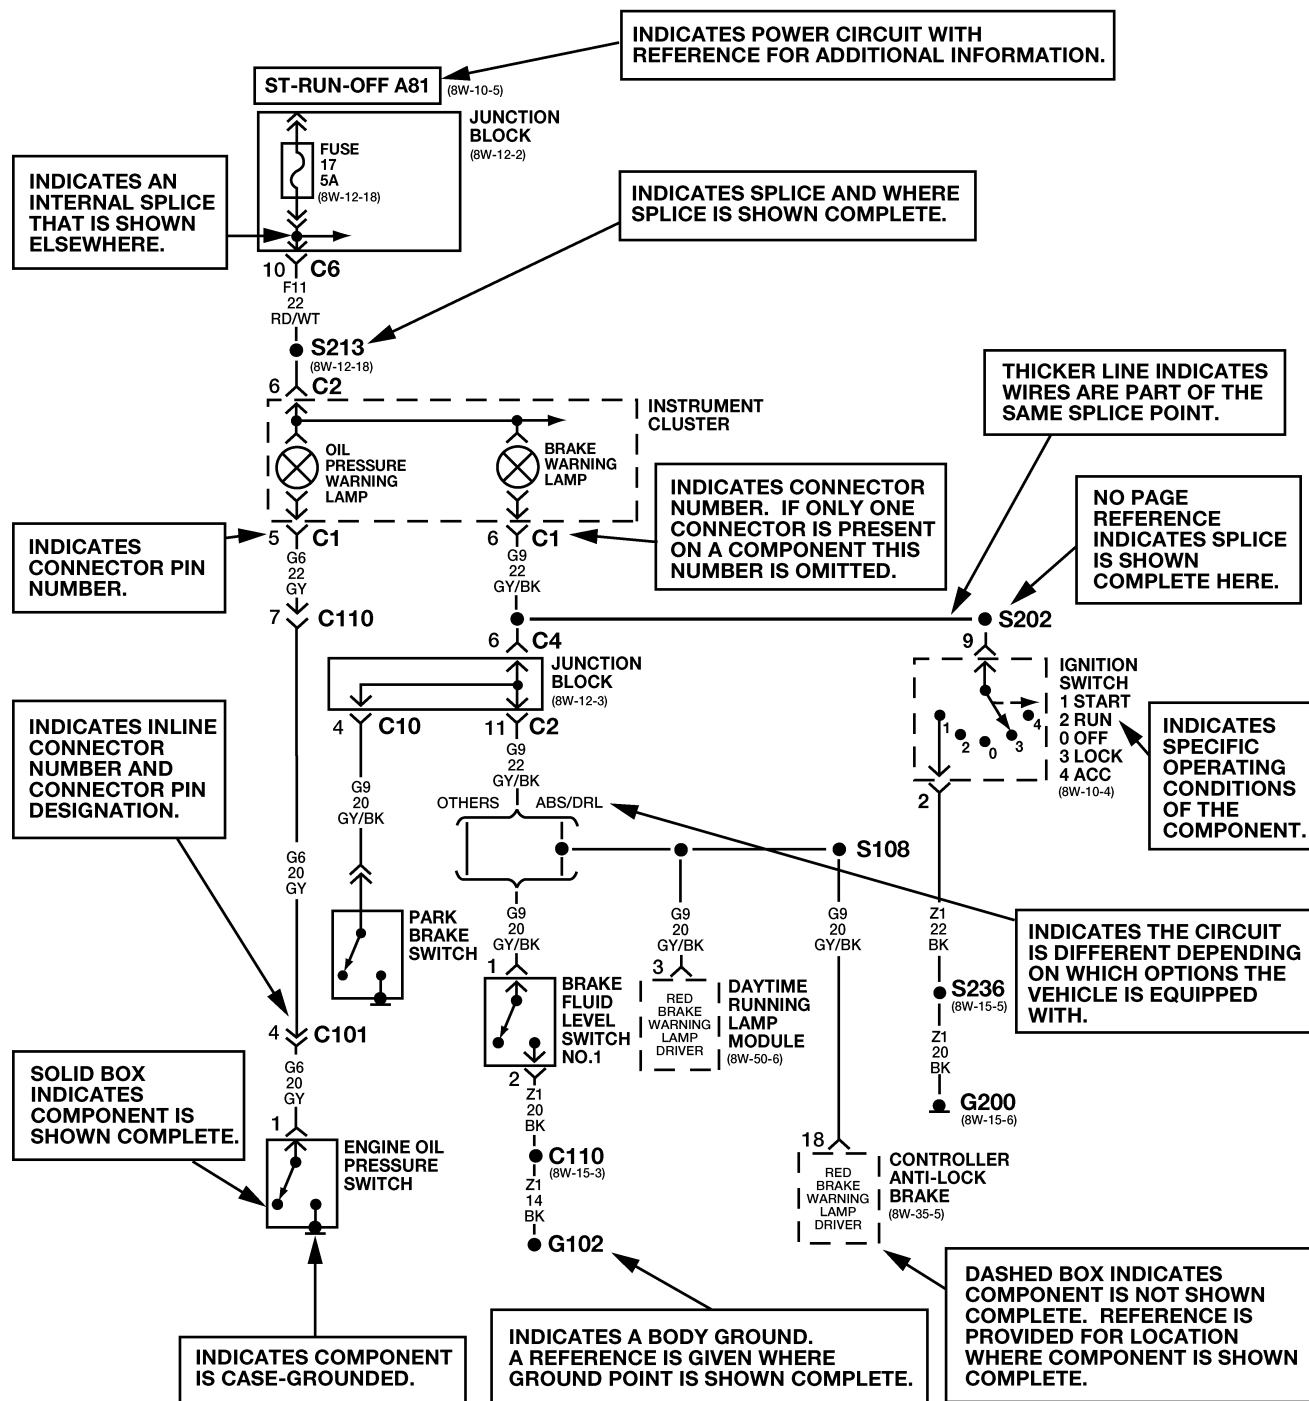 INDICATES POWER CIRCUIT WITH
REFERENCE FOR ADDITIONAL INFORMATION.
ST-RUN-OFF A81
(8W-10-5)
JUNCTION
BLOCK
(8W-12-2)
FUSE
17
5A
(8W-12-18)
INDICATES AN
INTERNAL SPLICE
THAT IS SHOWN
ELSEWHERE.
INDICATES SPLICE AND WHERE
SPLICE IS SHOWN COMPLETE.
10 C6
F11
22
RD/WT
S213
(8W-12-18)
6 C2
INSTRUMENT
CLUSTER
OIL
PRESSURE
WARNING
LAMP
BRAKE
WARNING
LAMP
THICKER LINE INDICATES
WIRES ARE PART OF THE
SAME SPLICE POINT.
INDICATES CONNECTOR
NUMBER. IF ONLY ONE
CONNECTOR IS PRESENT
ON A COMPONENT THIS
NUMBER IS OMITTED.
NO PAGE
REFERENCE
INDICATES SPLICE
IS SHOWN
COMPLETE HERE.
INDICATES
CONNECTOR PIN
NUMBER.
5 C1
G6
22
GY
7 C110
6 C1
G9
22
GY/BK
S202
6 C4
9
JUNCTION
BLOCK
(8W-12-3)
IGNITION
SWITCH
1 START
2 RUN
0 OFF
3 LOCK
4 ACC
(8W-10-4)
1
2
0
3
4
2
INDICATES
SPECIFIC
OPERATING
CONDITIONS
OF THE
COMPONENT.
INDICATES INLINE
CONNECTOR
NUMBER AND
CONNECTOR PIN
DESIGNATION.
4 C10
11 C2
G9
22
GY/BK
G9
20
GY/BK
OTHERS
ABS/DRL
S108
G6
20
GY
PARK
BRAKE
SWITCH
G9
20
GY/BK
G9
20
GY/BK
G9
20
GY/BK
Z1
22
BK
INDICATES THE CIRCUIT
IS DIFFERENT DEPENDING
ON WHICH OPTIONS THE
VEHICLE IS EQUIPPED
WITH.
1
BRAKE
FLUID
LEVEL
SWITCH
NO.1
3
RED
BRAKE
WARNING
LAMP
DRIVER
DAYTIME
RUNNING
LAMP
MODULE
(8W-50-6)
S236
(8W-15-5)
Z1
20
BK
G200
(8W-15-6)
4 C101
G6
20
GY
SOLID BOX
INDICATES
COMPONENT IS
SHOWN COMPLETE.
1
ENGINE OIL
PRESSURE
SWITCH
2
Z1
20
BK
C110
(8W-15-3)
Z1
14
BK
G102
18
RED
BRAKE
WARNING
LAMP
DRIVER
CONTROLLER
ANTI-LOCK
BRAKE
(8W-35-5)
DASHED BOX INDICATES
COMPONENT IS NOT SHOWN
COMPLETE. REFERENCE IS
PROVIDED FOR LOCATION
WHERE COMPONENT IS SHOWN
COMPLETE.
INDICATES A BODY GROUND.
A REFERENCE IS GIVEN WHERE
GROUND POINT IS SHOWN COMPLETE.
INDICATES COMPONENT
IS CASE-GROUNDED.